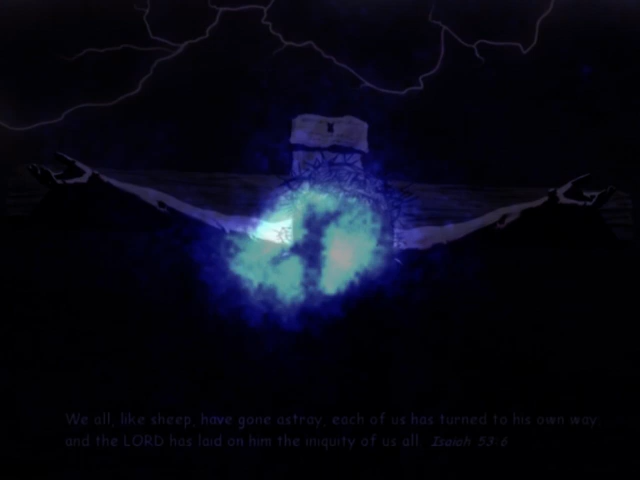 We all, like sheep, have gone astray, each of us has turned to his own way
and the LORD has laid on him the iniquity of us all. Isaiah 53:6